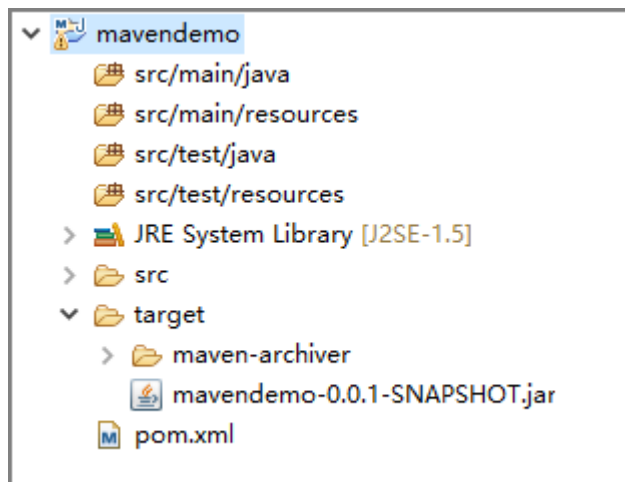 mavendemo
src/main/java
src/main/resources
src/test/java
src/test/resources
JRE System Library [J2SE-1.5]
src
target
maven-archiver
mavendemo-0.0.1-SNAPSHOT.jar
pom.xml